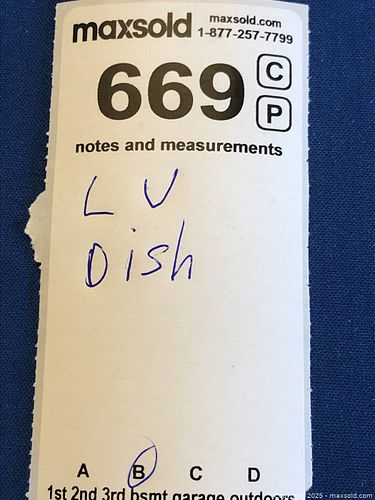 maxsold maxsold.com
1-877-257-7799
669 C
P
notes and measurements
L V
Dish
A B C D
1st 2nd 3rd bsmt garage outdoors
2025 - maxsold.com